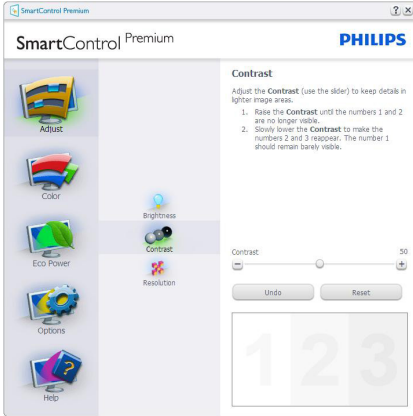 SmartControl Premium
SmartControl Premium
PHILIPS
Adjust
Color
Eco Power
Options
Help
Brightness
Contrast
Resolution
Contrast
Adjust the Contrast (use the slider) to keep details in
lighter image areas.
1. Raise the Contrast until the numbers 1 and 2
are no longer visible.
2. Slowly lower the Contrast to make the
numbers 2 and 3 reappear. The number 1
should remain barely visible.
Contrast 50
Undo Reset
1 2 3